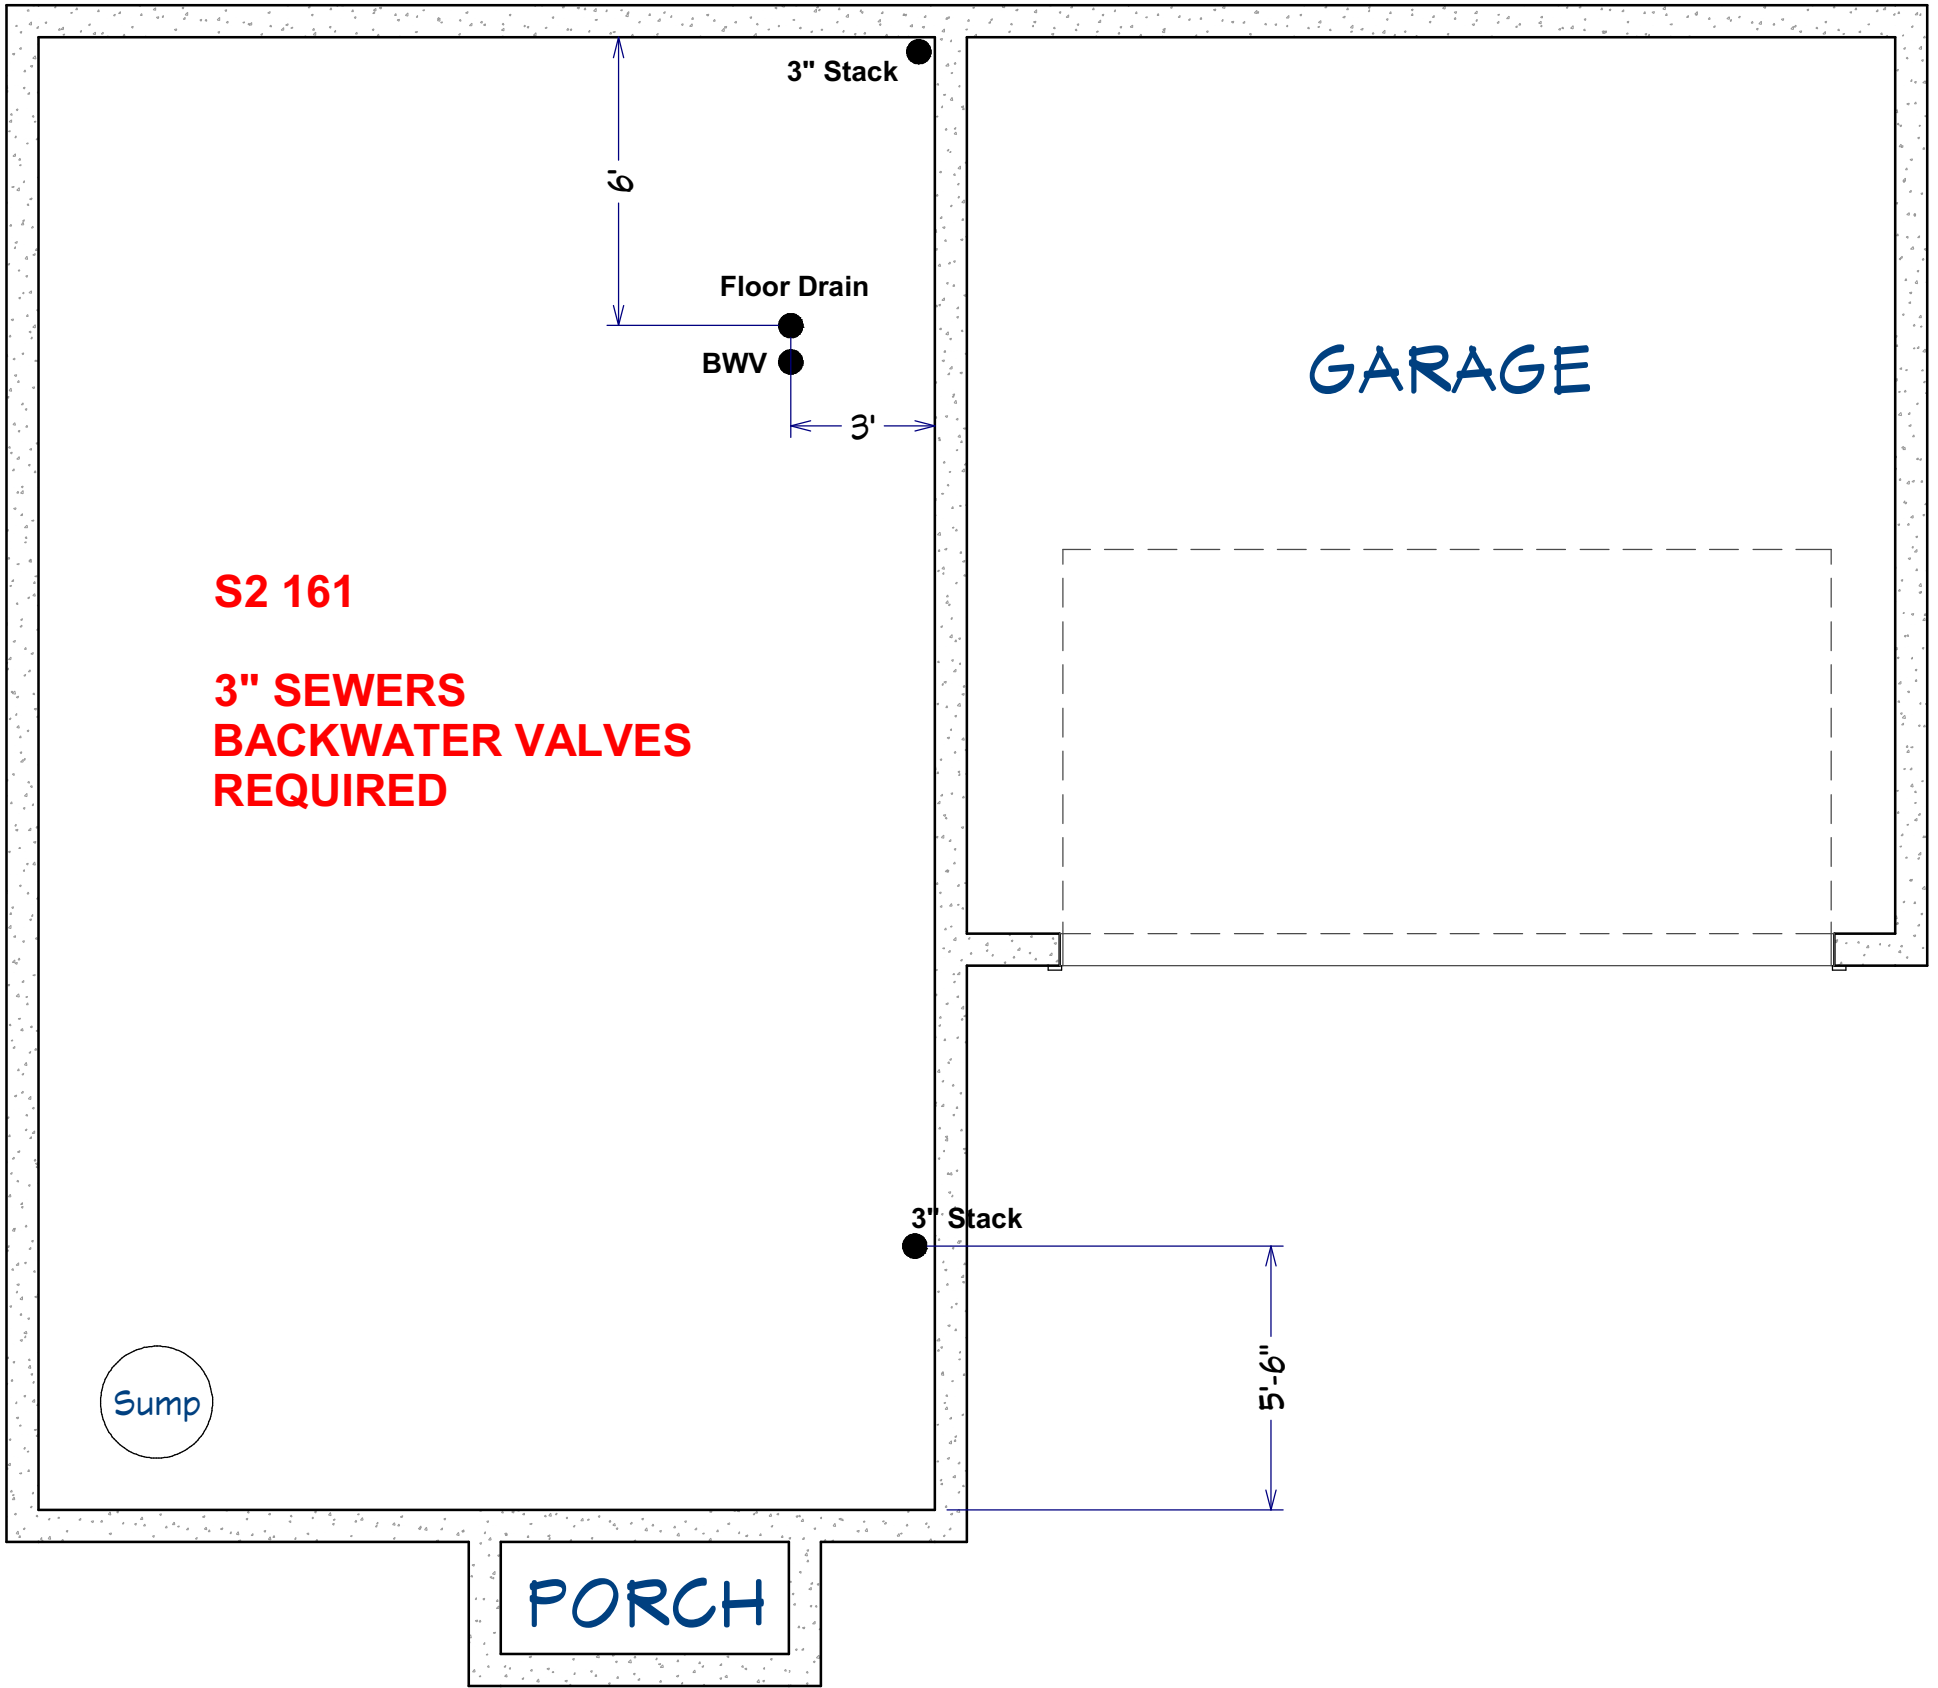 3" Stack
6'
Floor Drain
BWV
3'
GARAGE
S2 161
3" SEWERS
BACKWATER VALVES
REQUIRED
3" Stack
5'-6"
Sump
PORCH